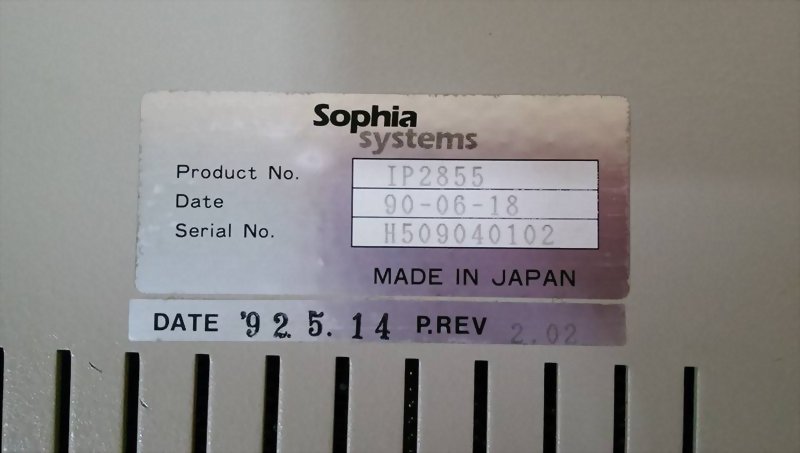 Sophia
systems
Product No. IP2855
Date 90-06-18
Serial No. H509040102
MADE IN JAPAN
DATE '92.5.14 P.REV 2.02